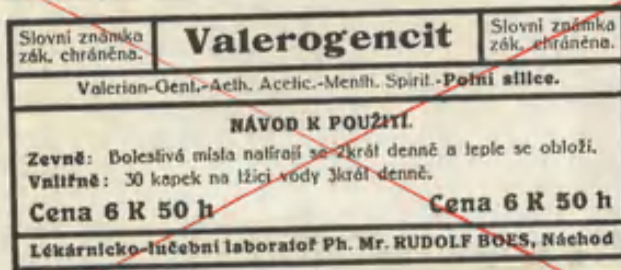 Slovní známka zák. chráněna.
Valerogencit
Slovní známka zák. chráněna.
Valerian-Gent.-Aeth. Acetic.-Menth. Spirit.-Polní silice.
NÁVOD K POUŽITÍ.
Zevně: Bolestivá místa natírají se 2krát denně a teple se obloží.
Vnitřně: 30 kapek na lžíci vody 3krát denně.
Cena 6 K 50 h Cena 6 K 50 h
Lékárnicko-lučební laboratoř Ph. Mr. RUDOLF BOES, Náchod